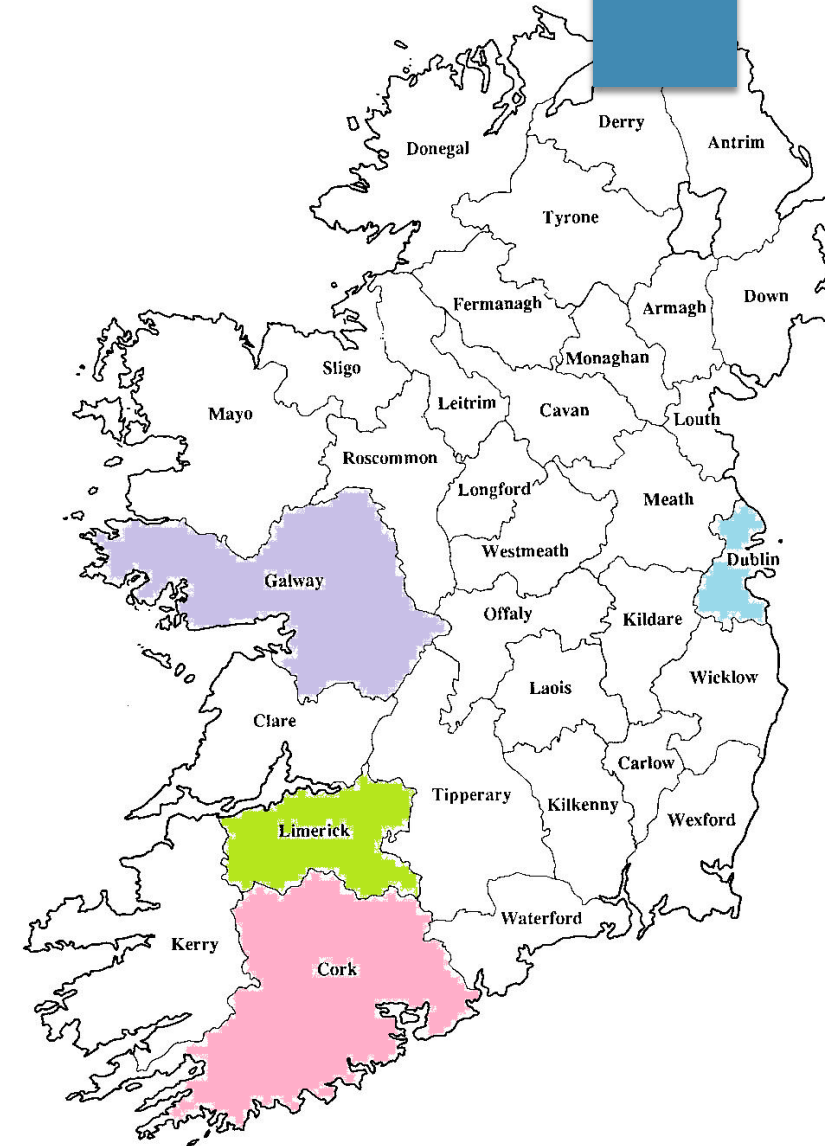 Derry
Antrim
Donegal
Tyrone
Down
Fermanagh
Armagh
Monaghan
Sligo
Leitrim
Cavan
Mayo
Louth
Roscommon
Longford
Meath
Westmeath
Dublin
Galway
Offaly
Kildare
Wicklow
Laois
Clare
Carlow
Tipperary
Kilkenny
Wexford
Limerick
Waterford
Kerry
Cork